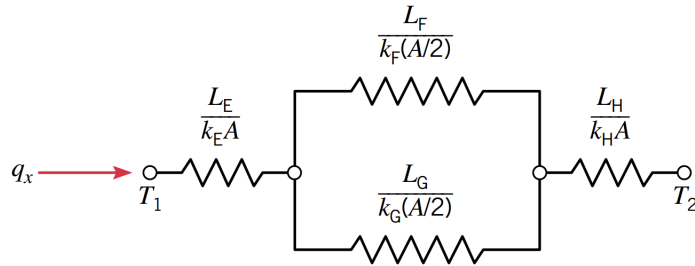 L_F
k_F(A/2)
L_E
k_EA
L_H
k_HA
q_x
T_1
T_2
L_G
k_G(A/2)